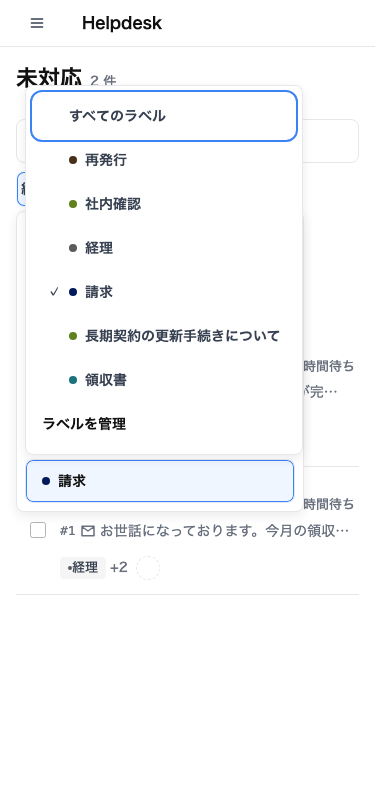 Helpdesk
未対応 2 件
すべてのラベル
再発行
社内確認
経理
✓ 請求
長期契約の更新手続きについて
時間待ち
が完…
領収書
ラベルを管理
請求
時間待ち
#1 お世話になっております。今月の領収…
経理 +2